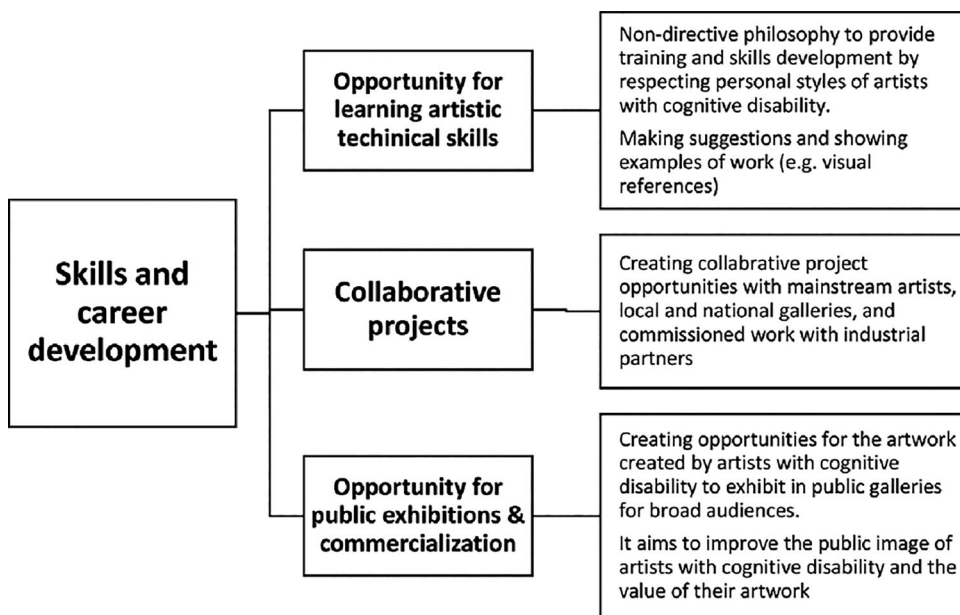 Skills and
career
development
Opportunity for
learning artistic
techinical skills
Non-directive philosophy to provide
training and skills development by
respecting personal styles of artists
with cognitive disability.
Making suggestions and showing
examples of work (e.g. visual
references)
Collaborative
projects
Creating collabrative project
opportunities with mainstream artists,
local and national galleries, and
commissioned work with industrial
partners
Opportunity for
public exhibitions &
commercialization
Creating opportunities for the artwork
created by artists with cognitive
disability to exhibit in public galleries
for broad audiences.
It aims to improve the public image of
artists with cognitive disability and the
value of their artwork